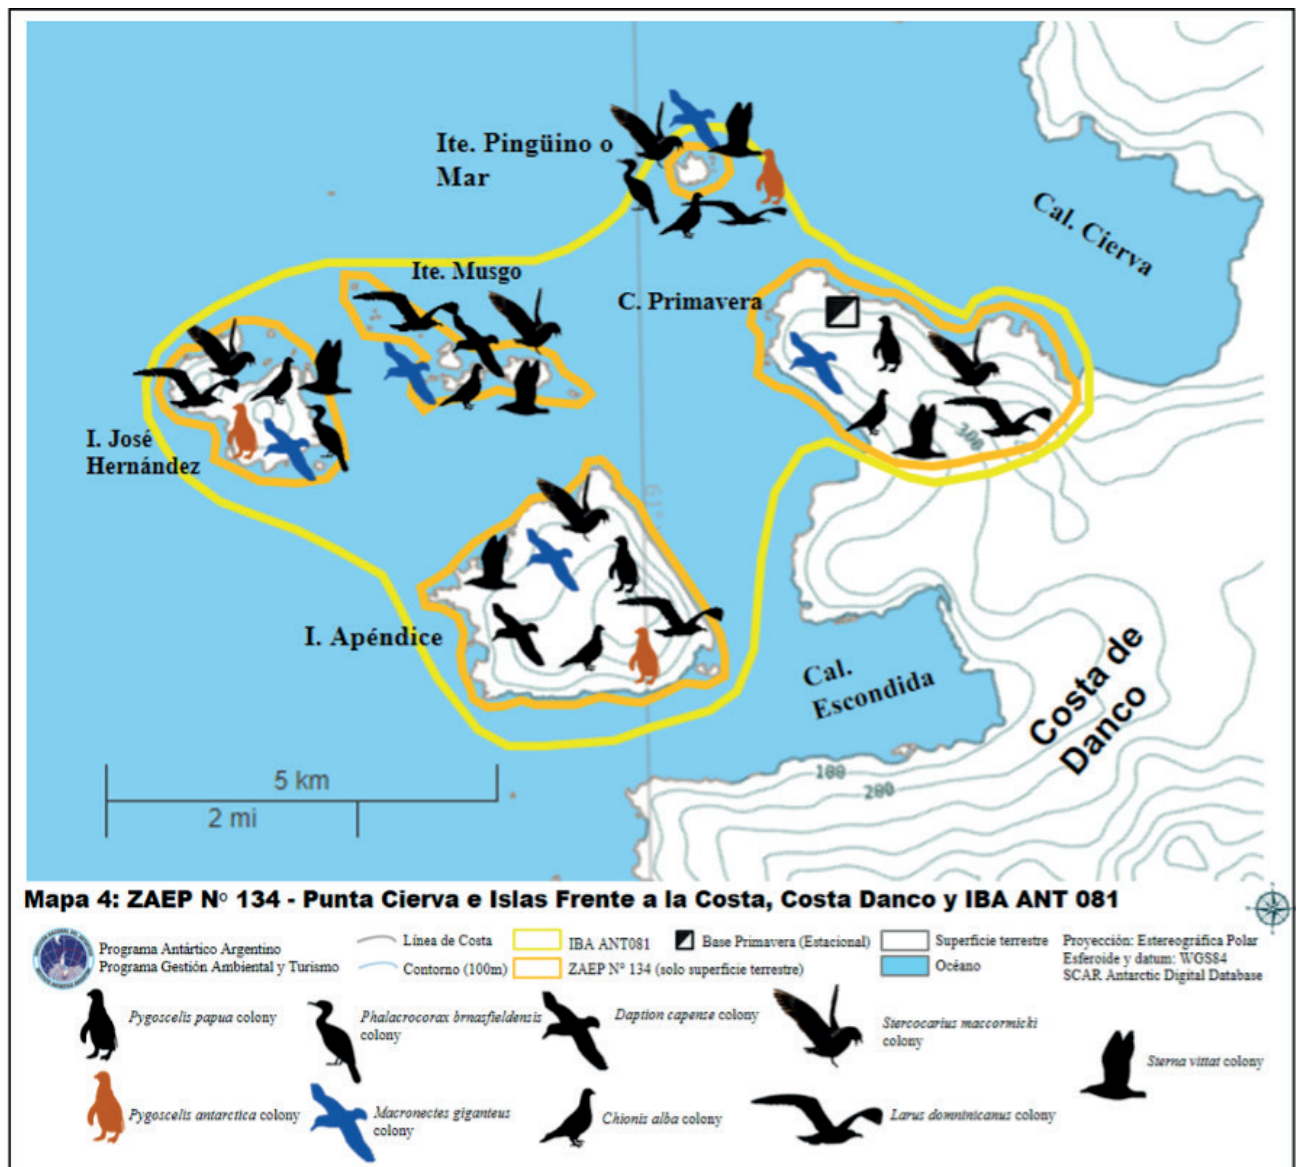 Ite. Pingüino o
Mar
Cal. Cierva
Ite. Musgo
C. Primavera
I. José
Hernández
300
I. Apéndice
Cal.
Escondida
Costa de
Danco
100
200
5 km
2 mi
Mapa 4: ZAEP Nº 134 - Punta Cierva e Islas Frente a la Costa, Costa Danco y IBA ANT 081
Programa Antártico Argentino
Programa Gestión Ambiental y Turismo
Línea de Costa
Contorno (100m)
IBA ANT081
ZAEP Nº 134 (solo superficie terrestre)
Base Primavera (Estacional)
Superficie terrestre
Océano
Proyección: Estereográfica Polar
Esferoide y datum: WGS84
SCAR Antarctic Digital Database
Pygoscelis papua colony
Phalacrocorax brnasfieldensis
colony
Daption capense colony
Stercocarius maccormicki
colony
Sterna vittat colony
Pygoscelis antarctica colony
Macronectes giganteus
colony
Chionis alba colony
Larus domninicanus colony